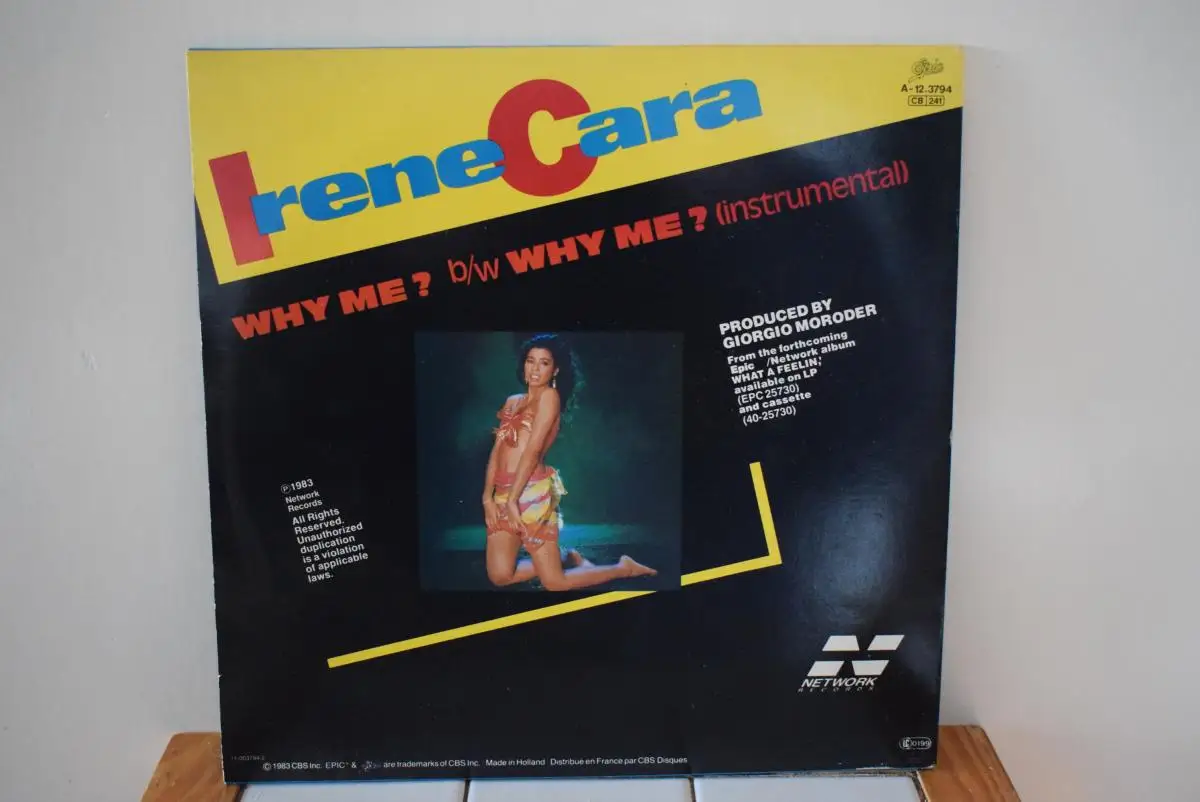 Epic
A-12.3794
CB 241
Irene Cara
WHY ME? b/w WHY ME? (instrumental)
PRODUCED BY
GIORGIO MORODER
From the forthcoming
Epic /Network album
WHAT A FEELIN;
available on LP
(EPC 25730)
and cassette
(40-25730)
Ⓟ1983
Network
Records
All Rights
Reserved.
Unauthorized
duplication
is a violation
of applicable
laws.
NETWORK
RECORDS
0199
© 1983 CBS Inc. EPIC" & Epic are trademarks of CBS Inc. Made in Holland Distribué en France par CBS Disques